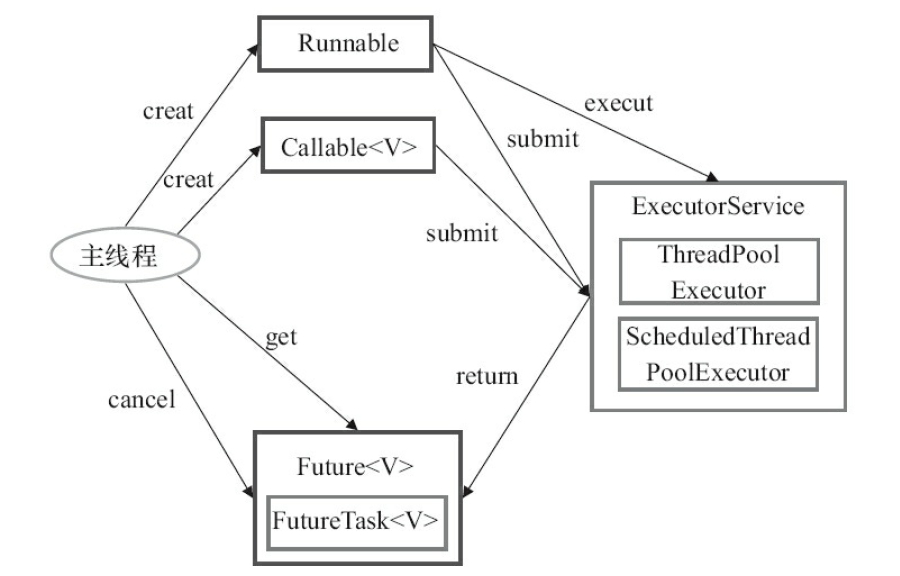 Runnable
creat
execut
submit
Callable<V>
creat
submit
ExecutorService
ThreadPool
Executor
ScheduledThread
PoolExecutor
主线程
get
return
cancel
Future<V>
FutureTask<V>